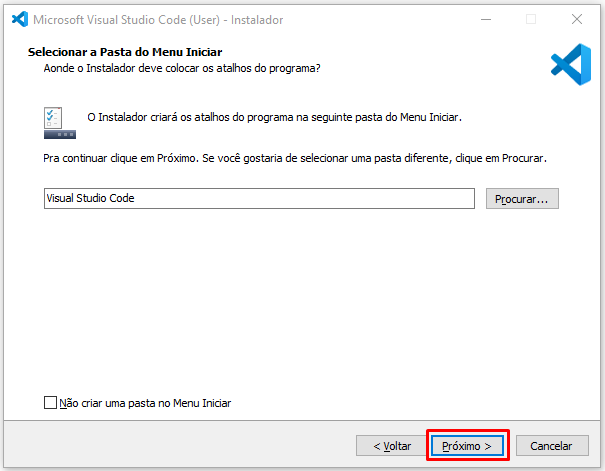 Microsoft Visual Studio Code (User) - Instalador
Selecionar a Pasta do Menu Iniciar
Aonde o Instalador deve colocar os atalhos do programa?
O Instalador criará os atalhos do programa na seguinte pasta do Menu Iniciar.
Pra continuar clique em Próximo. Se você gostaria de selecionar uma pasta diferente, clique em Procurar.
Visual Studio Code
Procurar...
Não criar uma pasta no Menu Iniciar
< Voltar
Próximo >
Cancelar